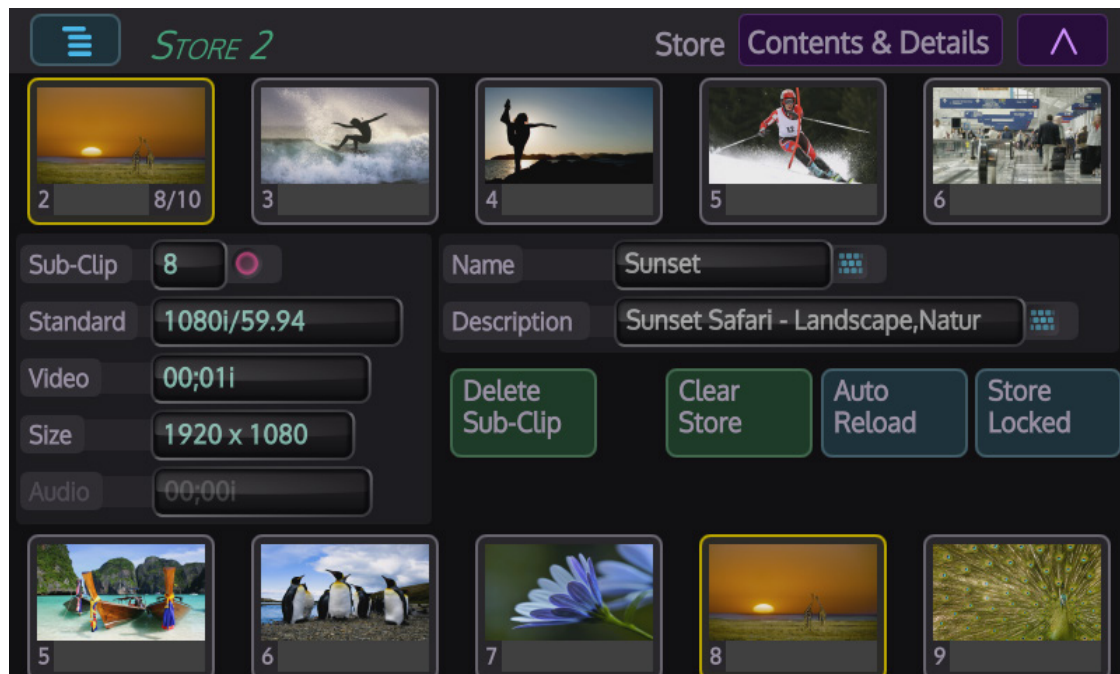 STORE 2
Store
Contents & Details
2 8/10
3
4
5
6
Sub-Clip 8
Standard 1080i/59.94
Video 00;01i
Size 1920 x 1080
Audio 00;00i
Name Sunset
Description Sunset Safari - Landscape,Natur
Delete
Sub-Clip
Clear
Store
Auto
Reload
Store
Locked
5
6
7
8
9